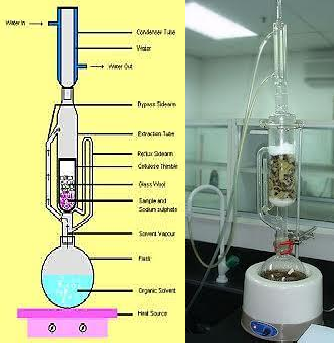 Water In
Condenser Tube
Water
Water Out
Bypass Sidearm
Extraction Tube
Redux Sidearm
Cellulose Thimble
Glass Wool
Sample and
Sodium sulphate
Solvent Vapour
Flask
Organic Solvent
Heat Source